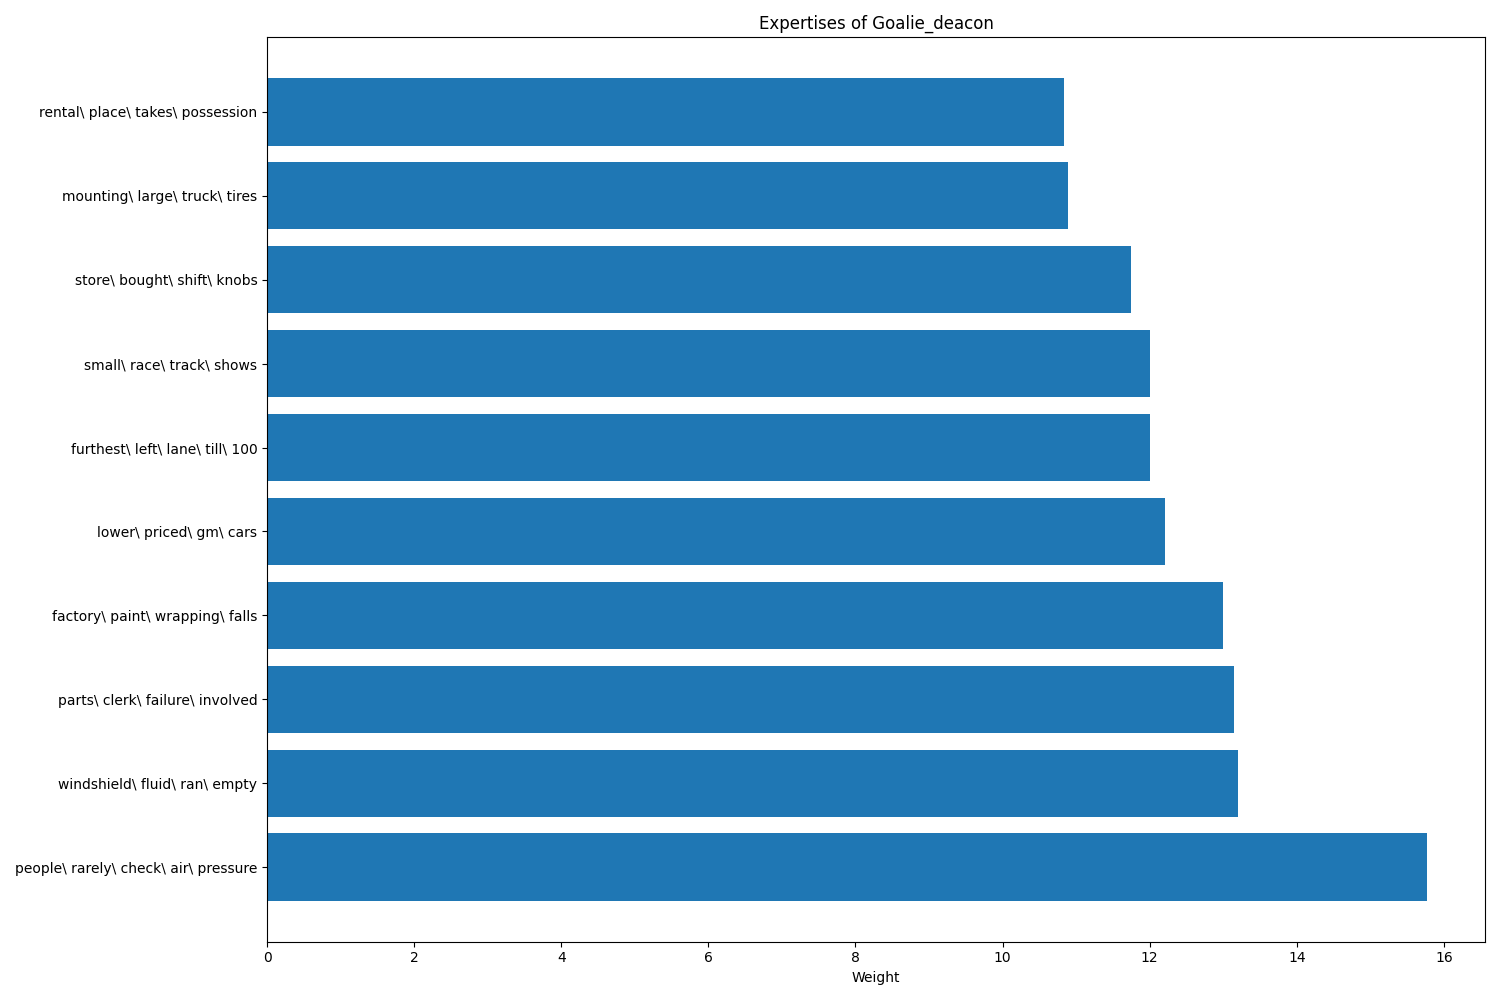 Expertises of Goalie_deacon
rental\ place\ takes\ possession
mounting\ large\ truck\ tires
store\ bought\ shift\ knobs
small\ race\ track\ shows
furthest\ left\ lane\ till\ 100
lower\ priced\ gm\ cars
factory\ paint\ wrapping\ falls
parts\ clerk\ failure\ involved
windshield\ fluid\ ran\ empty
people\ rarely\ check\ air\ pressure
0 2 4 6 8 10 12 14 16
Weight